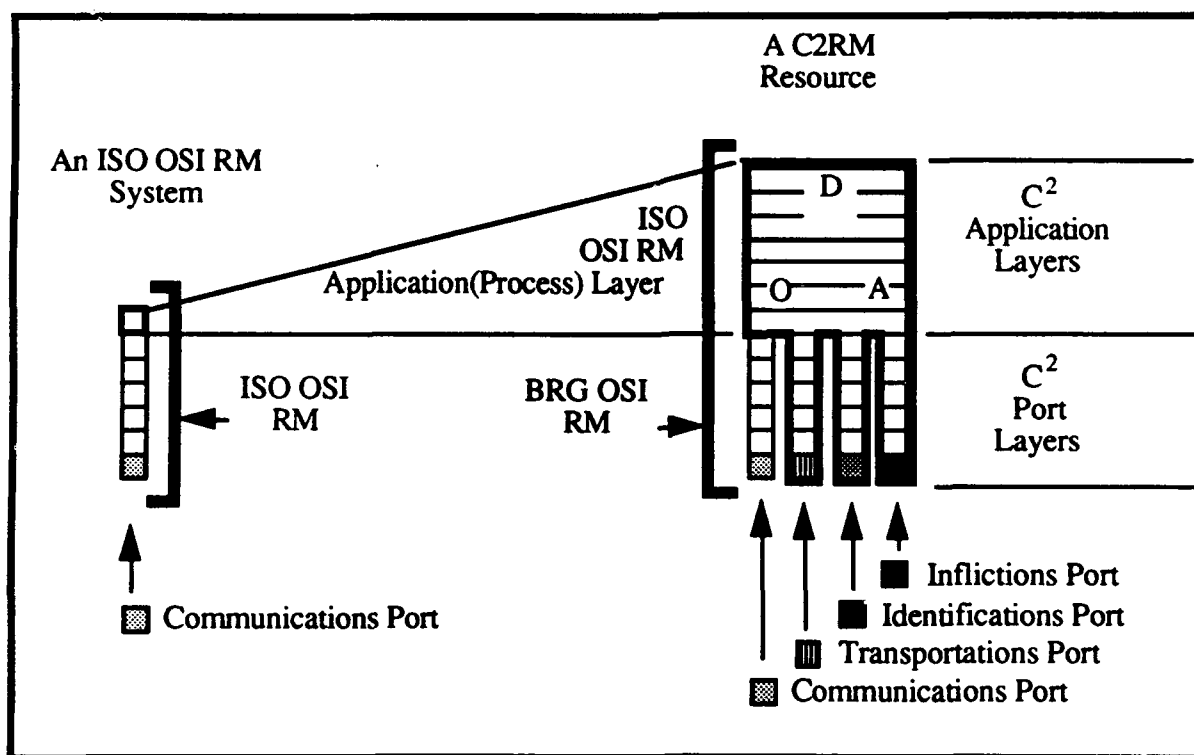 A C2RM
Resource
An ISO OSI RM
System
ISO
OSI RM
Application(Process) Layer
D
O
A
C²
Application
Layers
ISO OSI
RM
BRG OSI
RM
C²
Port
Layers
Communications Port
Inflictions Port
Identifications Port
Transportations Port
Communications Port